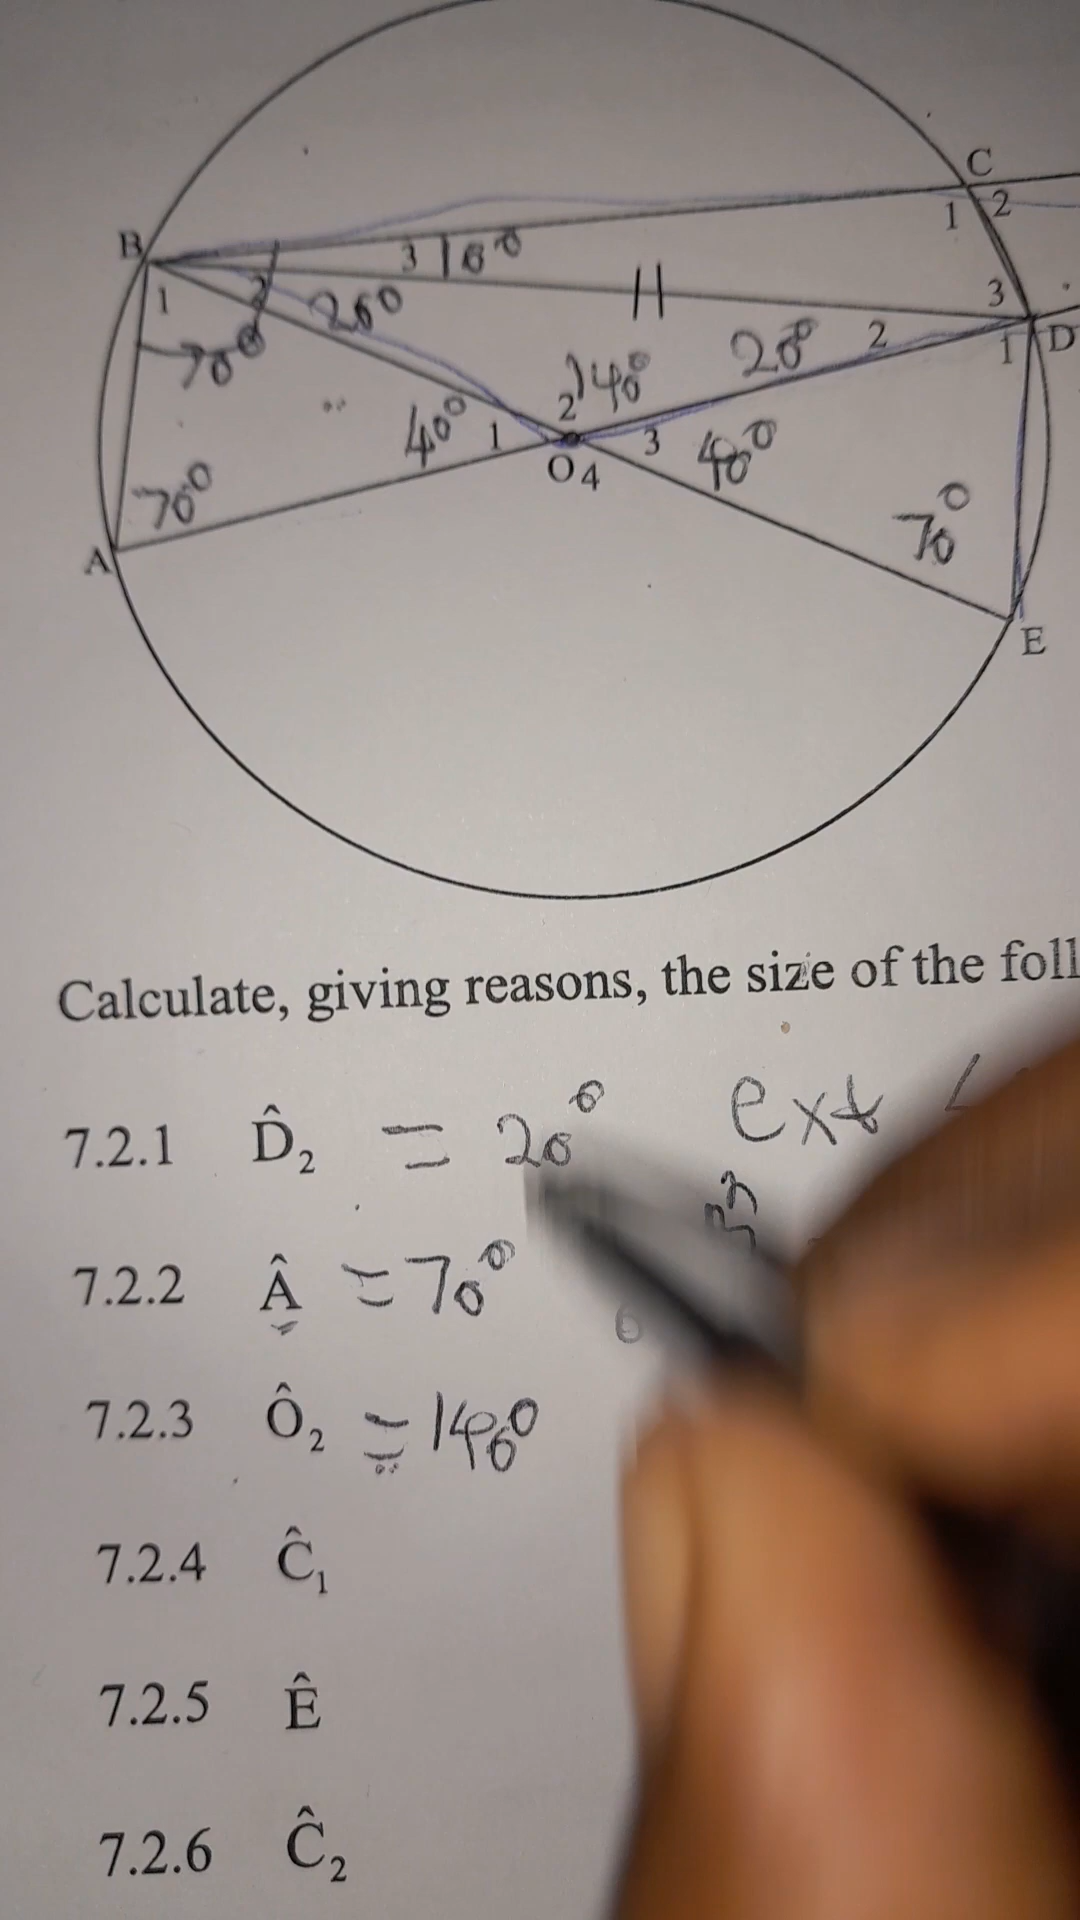 C
1 2
B
3 16°
1 2 20°
3
70°
2 140° 20° 2
1 D
40° 1
3 40°
O 4
70°
70°
A
E
Calculate, giving reasons, the size of the foll
7.2.1 D̂₂ = 20° ext
7.2.2 Â = 70°
7.2.3 Ô₂ = 140°
7.2.4 Ĉ₁
7.2.5 Ê
7.2.6 Ĉ₂